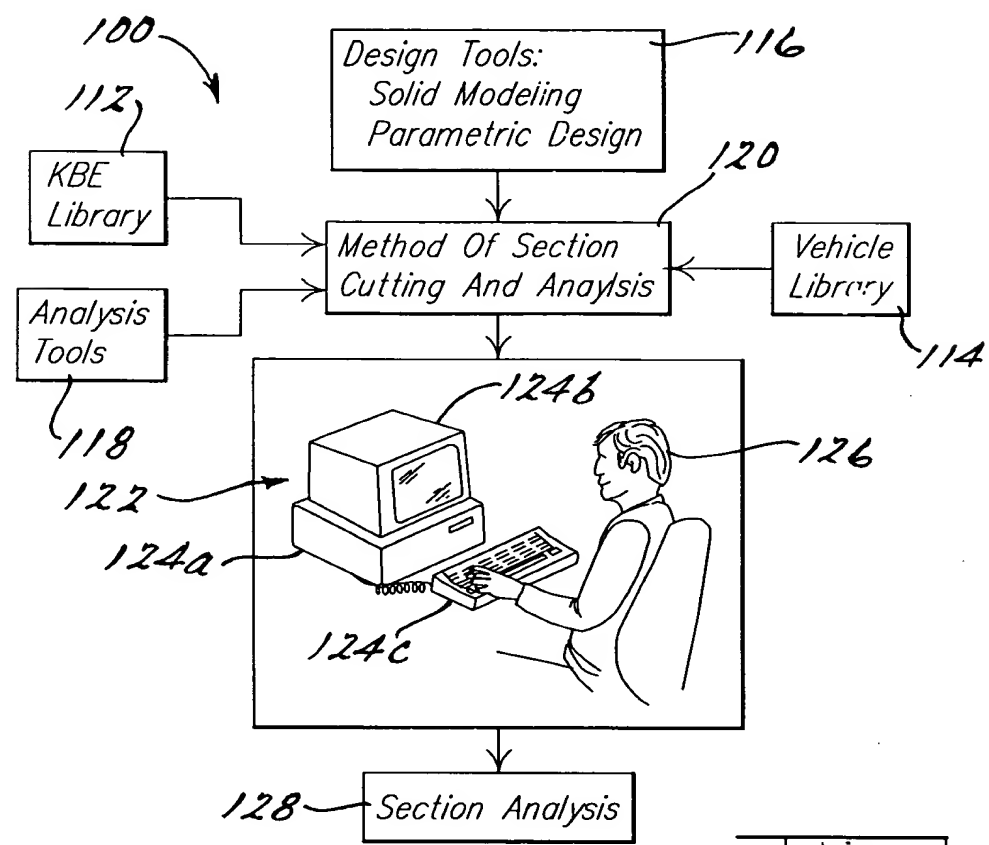 100
116
Design Tools:
Solid Modeling
Parametric Design
112
KBE
Library
120
Method Of Section
Cutting And Anaylsis
Vehicle
Library
114
Analysis
Tools
118
124b
126
122
124a
124c
128
Section Analysis